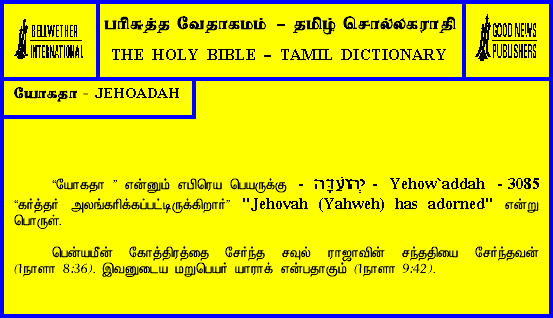 BELLWETHER
INTERNATIONAL
பரிசுத்த வேதாகமம் – தமிழ் சொல்லகராதி
THE HOLY BIBLE – TAMIL DICTIONARY
GOOD NEWS
PUBLISHERS
யோகதா - JEHOADAH
“யோகதா ” என்னும் எபிரெய பெயருக்கு - יְהוֹעַדָּה - Yehow`addah - 3085
“கர்த்தர் அலங்கரிக்கப்பட்டிருக்கிறார்” "Jehovah (Yahweh) has adorned" என்று
பொருள்.
பென்யமீன் கோத்திரத்தை சேர்ந்த சவுல் ராஜாவின் சந்ததியை சேர்ந்தவன்
(1நாளா 8:36). இவனுடைய மறுபெயர் யாராக் என்பதாகும் (1நாளா 9:42).